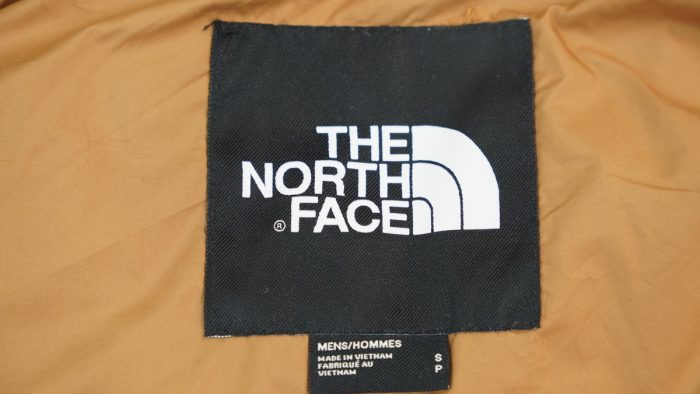 THE
NORTH
® FACE
MENS/HOMMES
MADE IN VIETNAM S
FABRIQUÉ AU P
VIETNAM